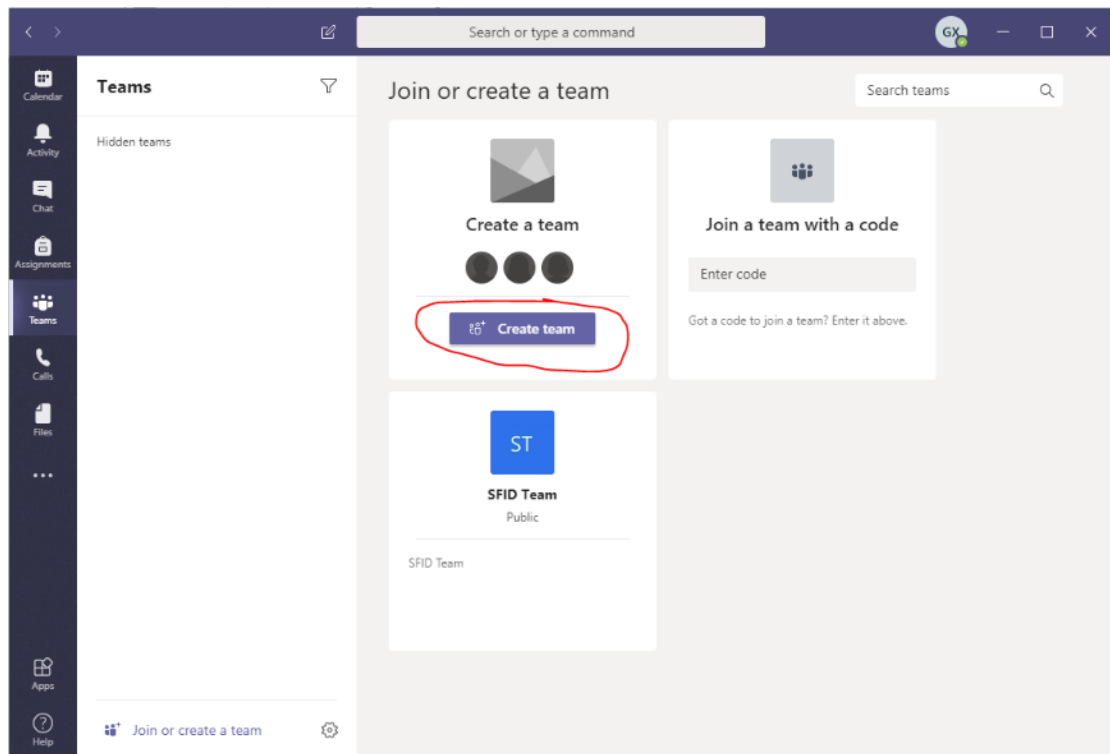 Search or type a command
GX
Calendar
Activity
Chat
Assignments
Teams
Calls
Files
Apps
Help
Teams
Hidden teams
Join or create a team
Join or create a team
Search teams
Create a team
Create team
Join a team with a code
Enter code
Got a code to join a team? Enter it above.
ST
SFID Team
Public
SFID Team